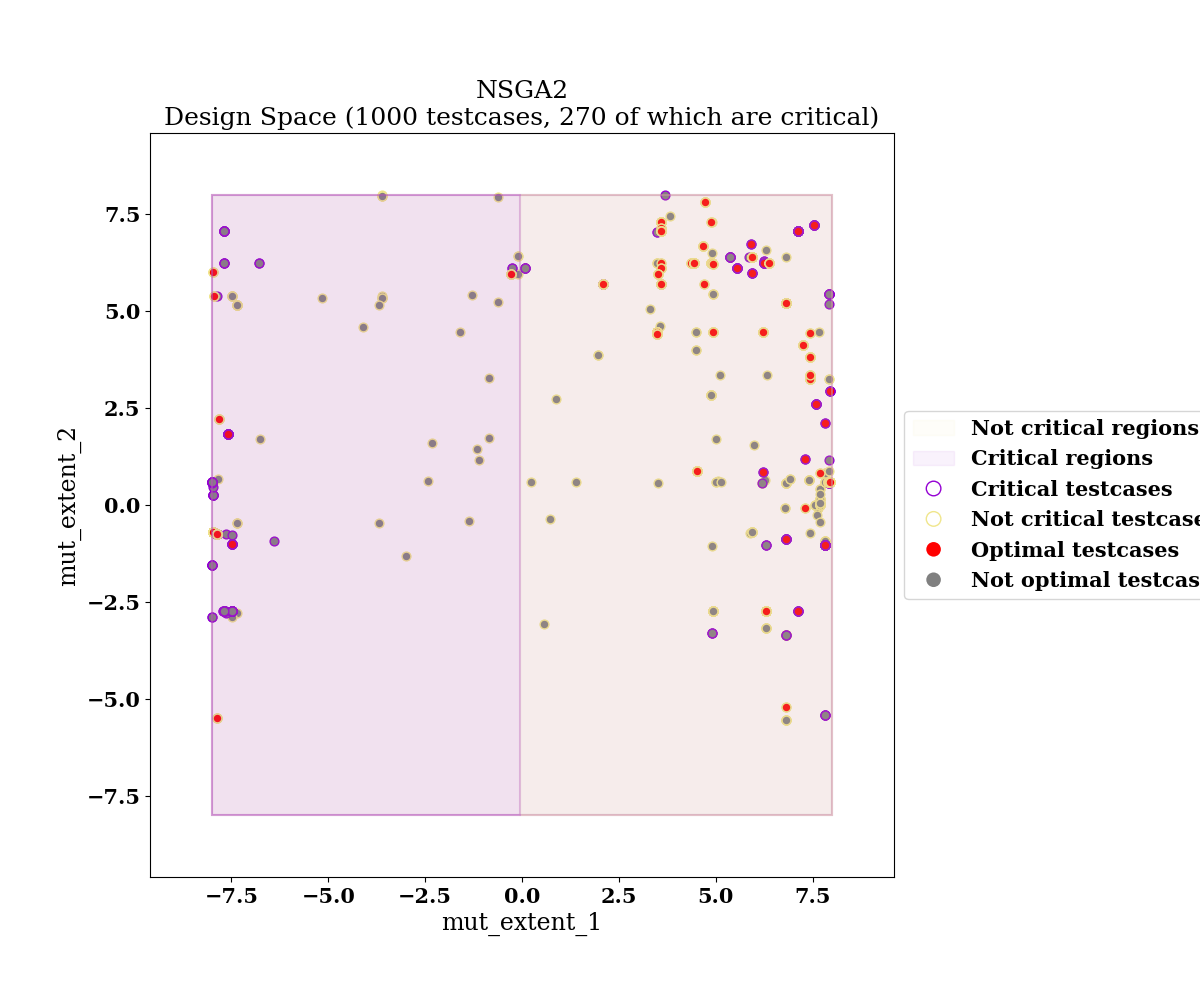 NSGA2
Design Space (1000 testcases, 270 of which are critical)
7.5
5.0
2.5
0.0
−2.5
−5.0
−7.5
mut_extent_2
−7.5 −5.0 −2.5 0.0 2.5 5.0 7.5
mut_extent_1
Not critical regions
Critical regions
Critical testcases
Not critical testcase
Optimal testcases
Not optimal testcas